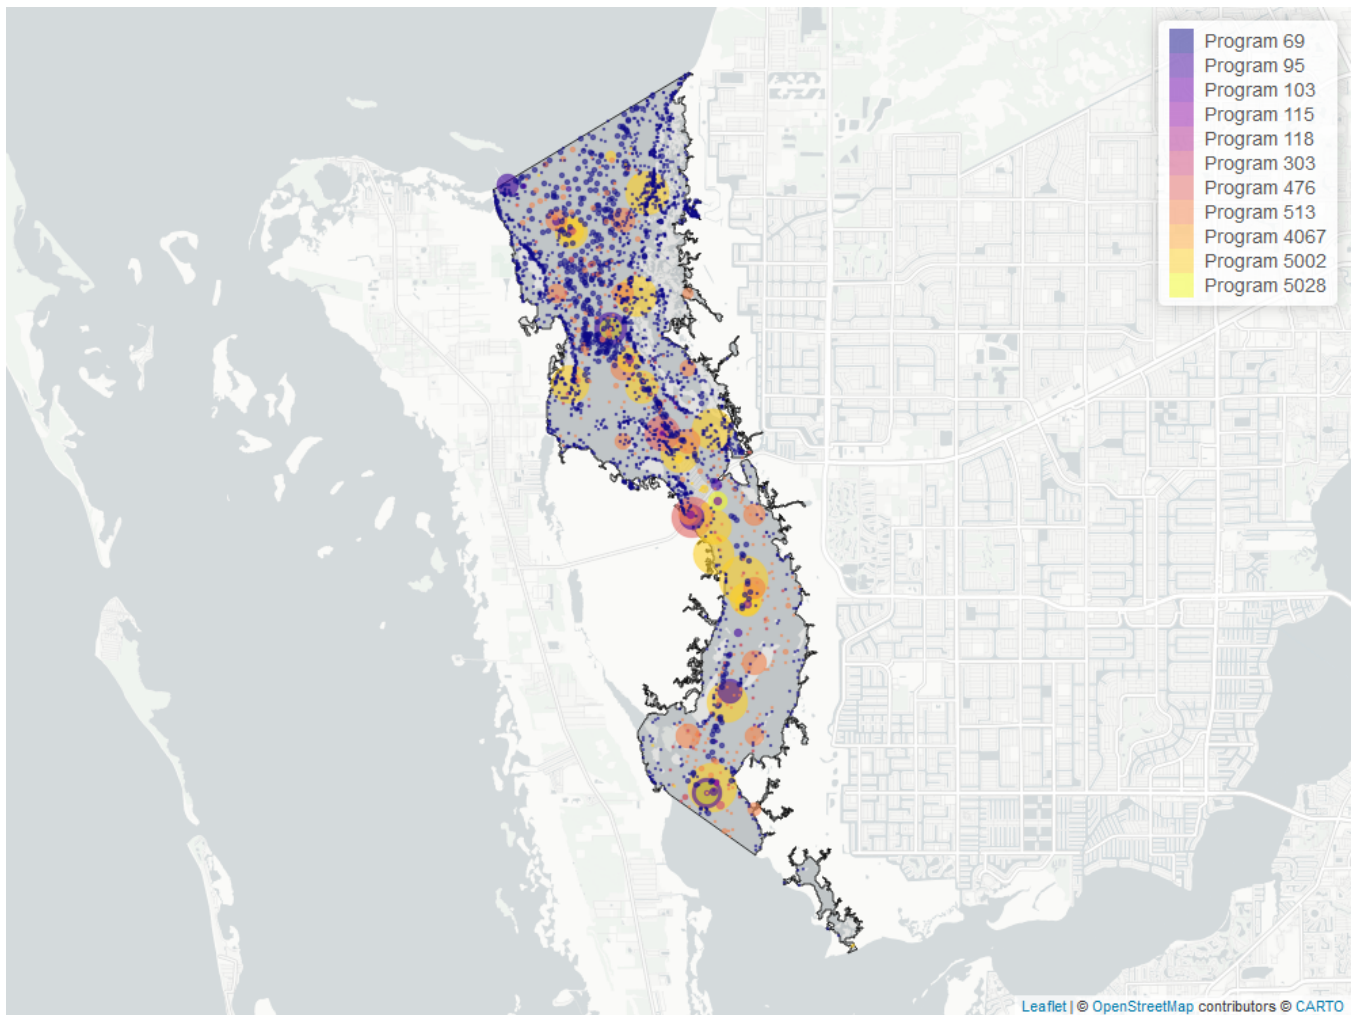 Program 69
Program 95
Program 103
Program 115
Program 118
Program 303
Program 476
Program 513
Program 4067
Program 5002
Program 5028
Leaflet | © OpenStreetMap contributors © CARTO